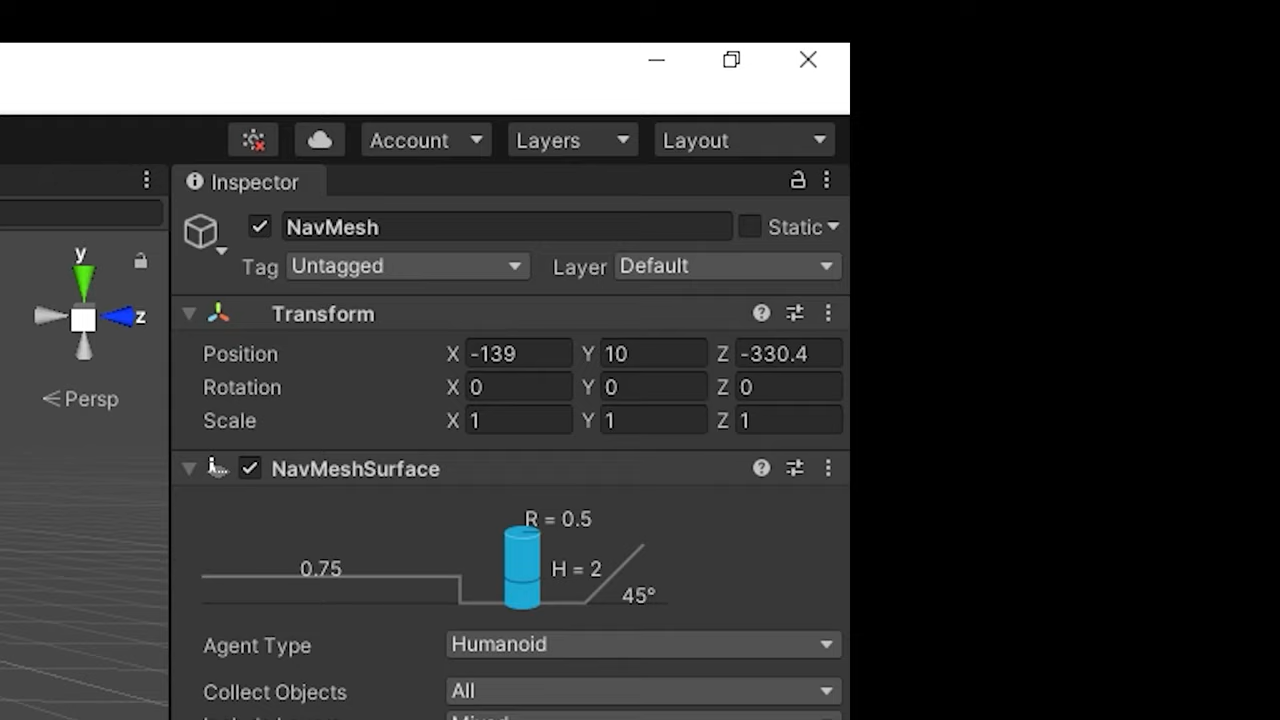 Account Layers Layout
Inspector
NavMesh Static
Tag Untagged Layer Default
y
z
Persp
Transform
Position X -139 Y 10 Z -330.4
Rotation X 0 Y 0 Z 0
Scale X 1 Y 1 Z 1
NavMeshSurface
R = 0.5
0.75 H = 2
45°
Agent Type Humanoid
Collect Objects All